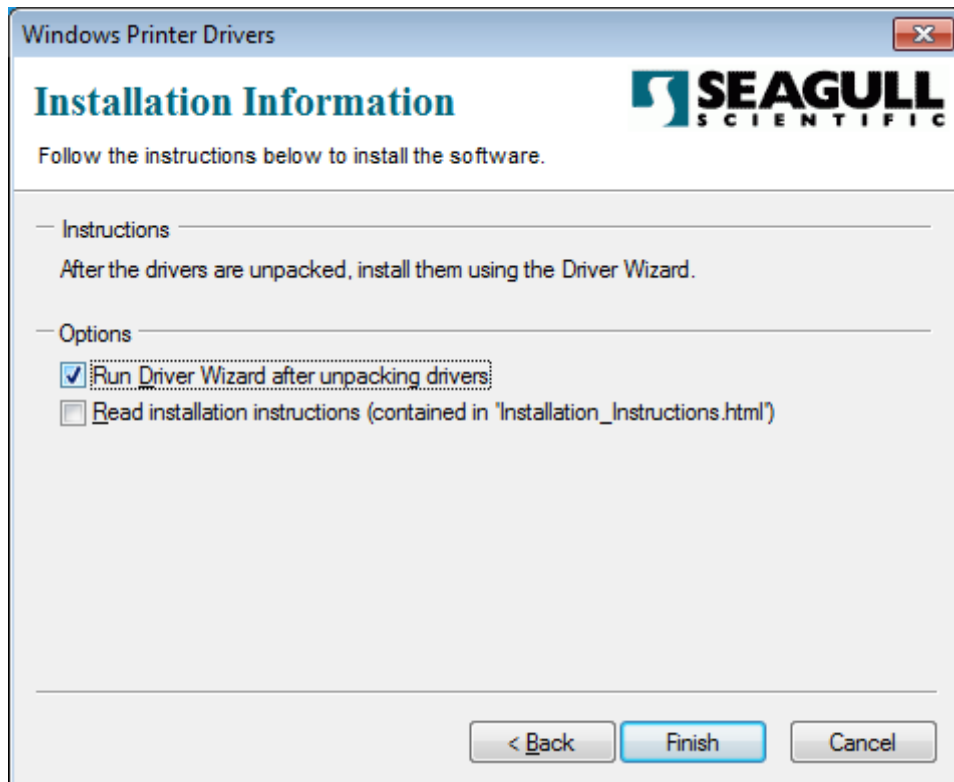 Windows Printer Drivers
Installation Information
SEAGULL
SCIENTIFIC
Follow the instructions below to install the software.
Instructions
After the drivers are unpacked, install them using the Driver Wizard.
Options
Run Driver Wizard after unpacking drivers
Read installation instructions (contained in 'Installation_Instructions.html')
< Back
Finish
Cancel